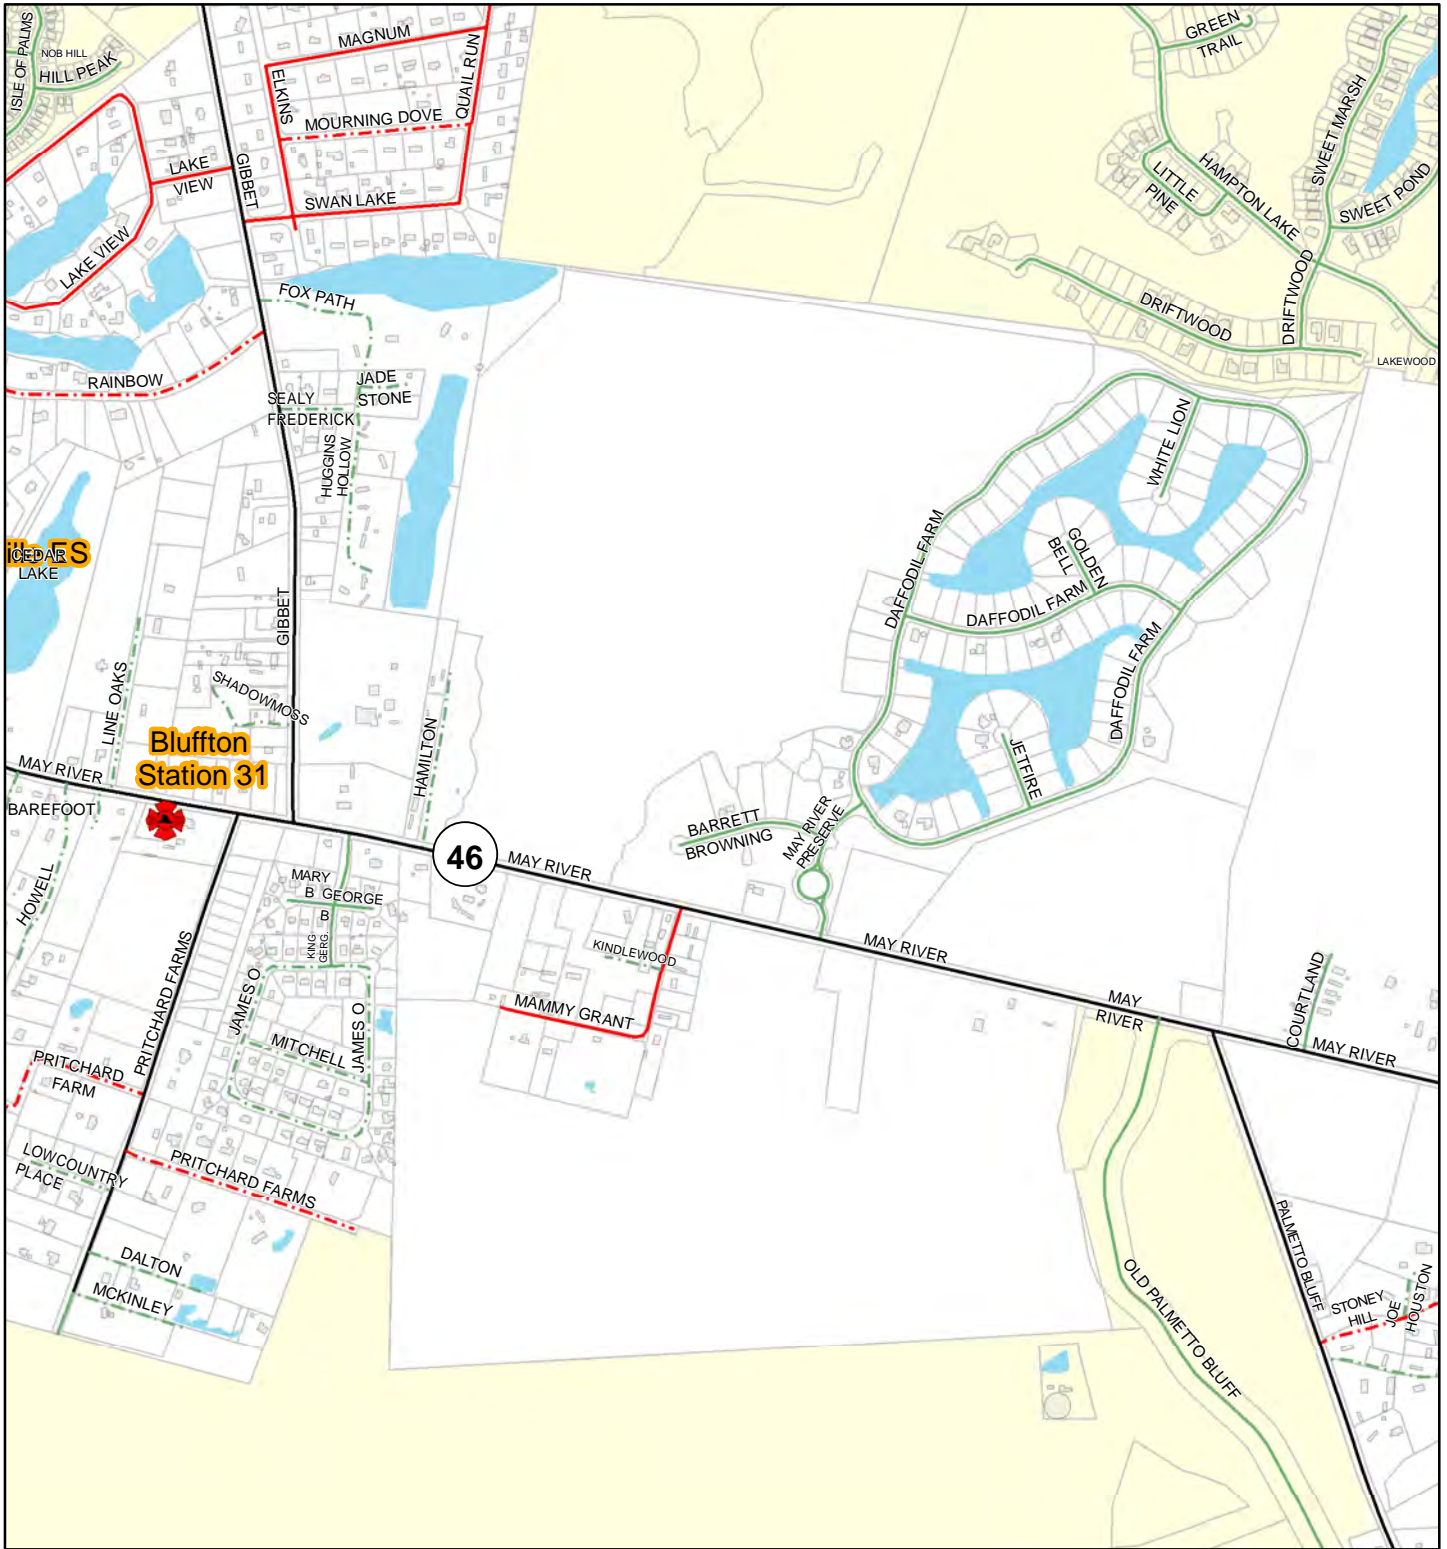 ISLE OF PALMS
NOB HILL
HILL PEAK
MAGNUM
ELKINS
QUAIL RUN
MOURNING DOVE
LAKE
VIEW
GIBBET
SWAN LAKE
LAKE VIEW
GREEN
TRAIL
SWEET MARSH
LITTLE
PINE
HAMPTON LAKE
SWEET POND
DRIFTWOOD
DRIFTWOOD
LAKEWOOD
FOX PATH
RAINBOW
JADE
STONE
SEALY
FREDERICK
HUGGINS
HOLLOW
WHITE LION
DAFFODIL FARM
GOLDEN
BELL
DAFFODIL FARM
DAFFODIL FARM
JETFIRE
ille ES
CEDAR
LAKE
GIBBET
LINE OAKS
SHADOWMOSS
HAMILTON
Bluffton
Station 31
MAY RIVER
BAREFOOT
HOWELL
46
MAY RIVER
BARRETT
BROWNING
MAY RIVER
PRESERVE
MARY
B GEORGE
B
KING
GERG.
KINDLEWOOD
MAMMY GRANT
MAY RIVER
MAY
RIVER
COURTLAND
MAY RIVER
PRITCHARD FARMS
JAMES O
JAMES O
MITCHELL
PRITCHARD
FARM
LOWCOUNTRY
PLACE
PRITCHARD FARMS
DALTON
MCKINLEY
OLD PALMETTO BLUFF
PALMETTO BLUFF
STONEY
HILL
JOE
HOUSTON